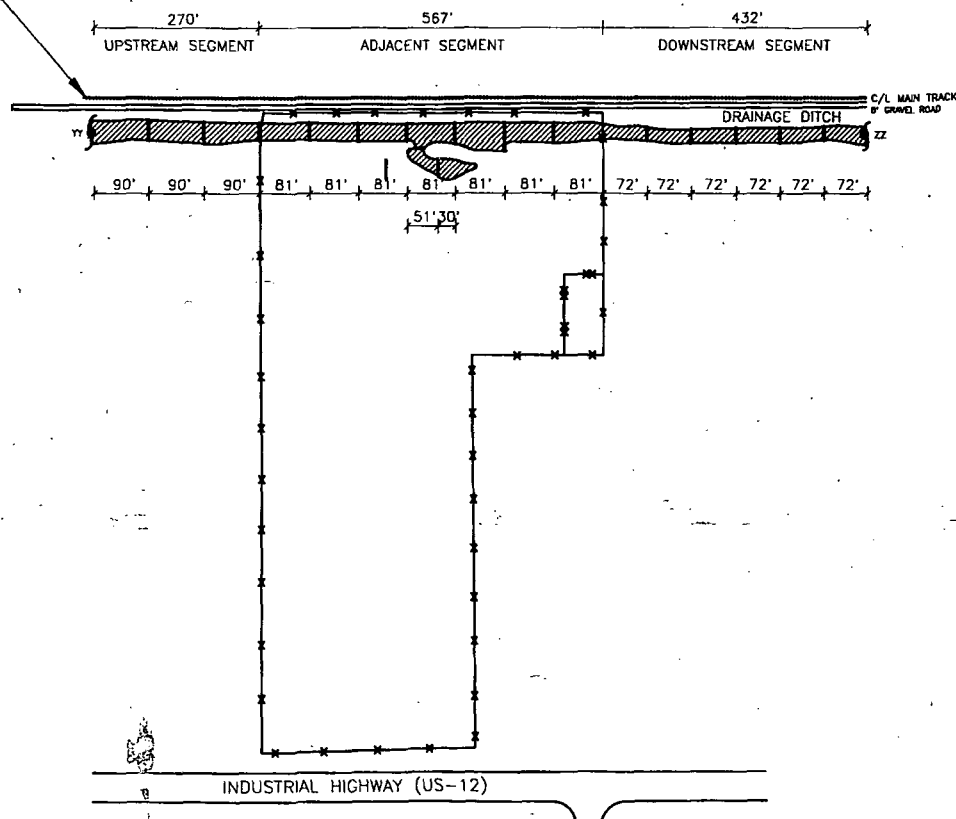 270' 567' 432'
UPSTREAM SEGMENT ADJACENT SEGMENT DOWNSTREAM SEGMENT
C/L MAIN TRACK
8' GRAVEL ROAD
DRAINAGE DITCH
YY ZZ
90' 90' 90' 81' 81' 81' 81' 81' 81' 81' 72' 72' 72' 72' 72' 72'
51' 30'
INDUSTRIAL HIGHWAY (US-12)